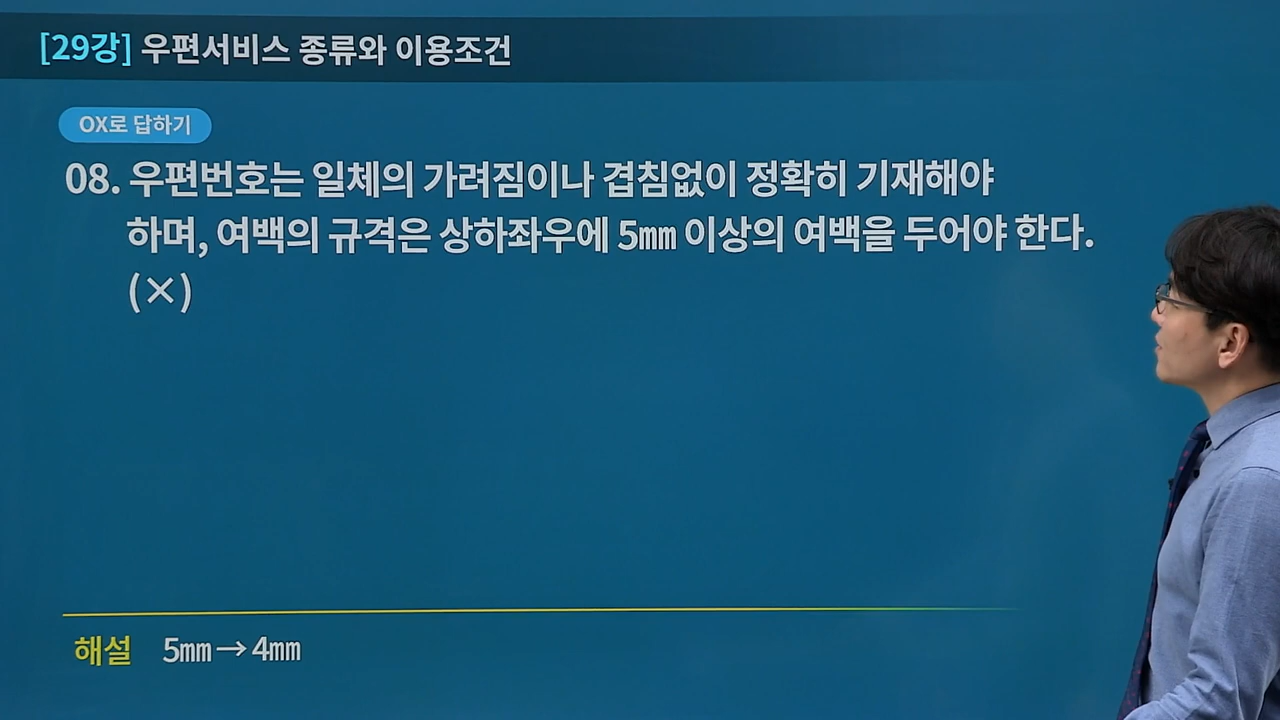 [29강] 우편서비스 종류와 이용조건
OX로 답하기
08. 우편번호는 일체의 가려짐이나 겹침없이 정확히 기재해야
하며, 여백의 규격은 상하좌우에 5㎜ 이상의 여백을 두어야 한다.
(×)
해설 5㎜→4㎜